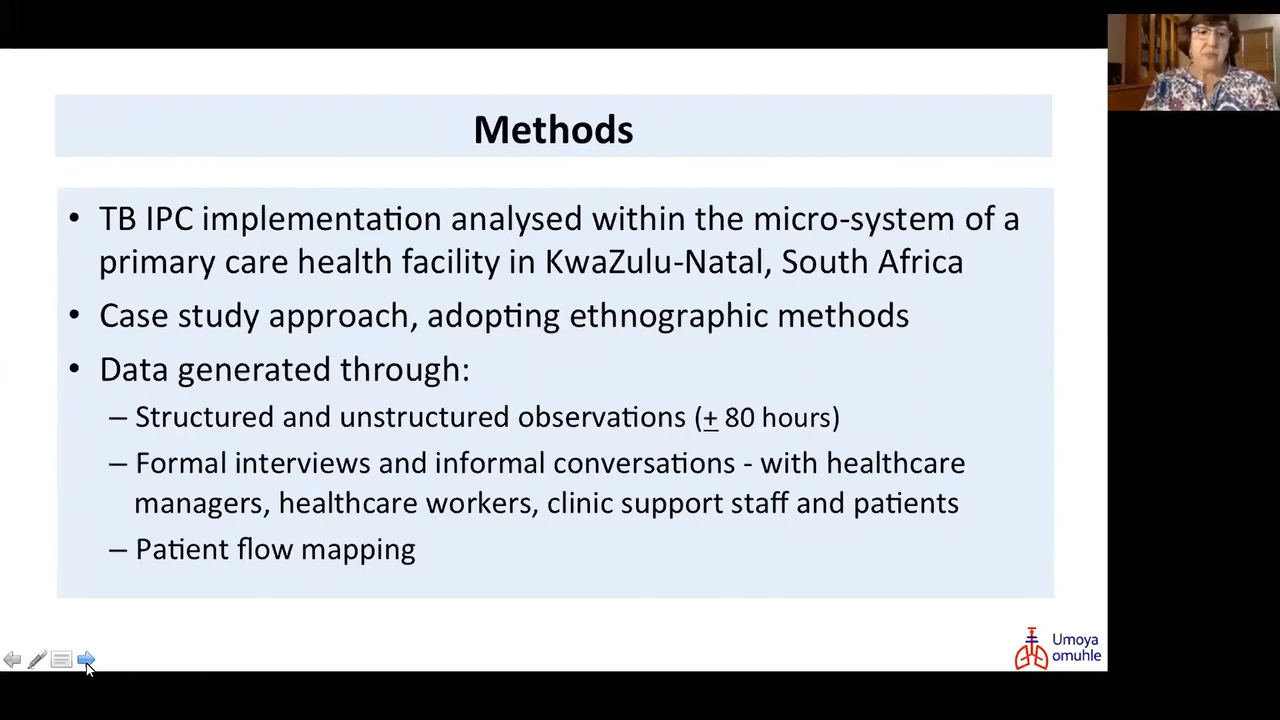 Methods
• TB IPC implementation analysed within the micro-system of a
primary care health facility in KwaZulu-Natal, South Africa
• Case study approach, adopting ethnographic methods
• Data generated through:
– Structured and unstructured observations (± 80 hours)
– Formal interviews and informal conversations - with healthcare
managers, healthcare workers, clinic support staff and patients
– Patient flow mapping
Umoya
omuhle